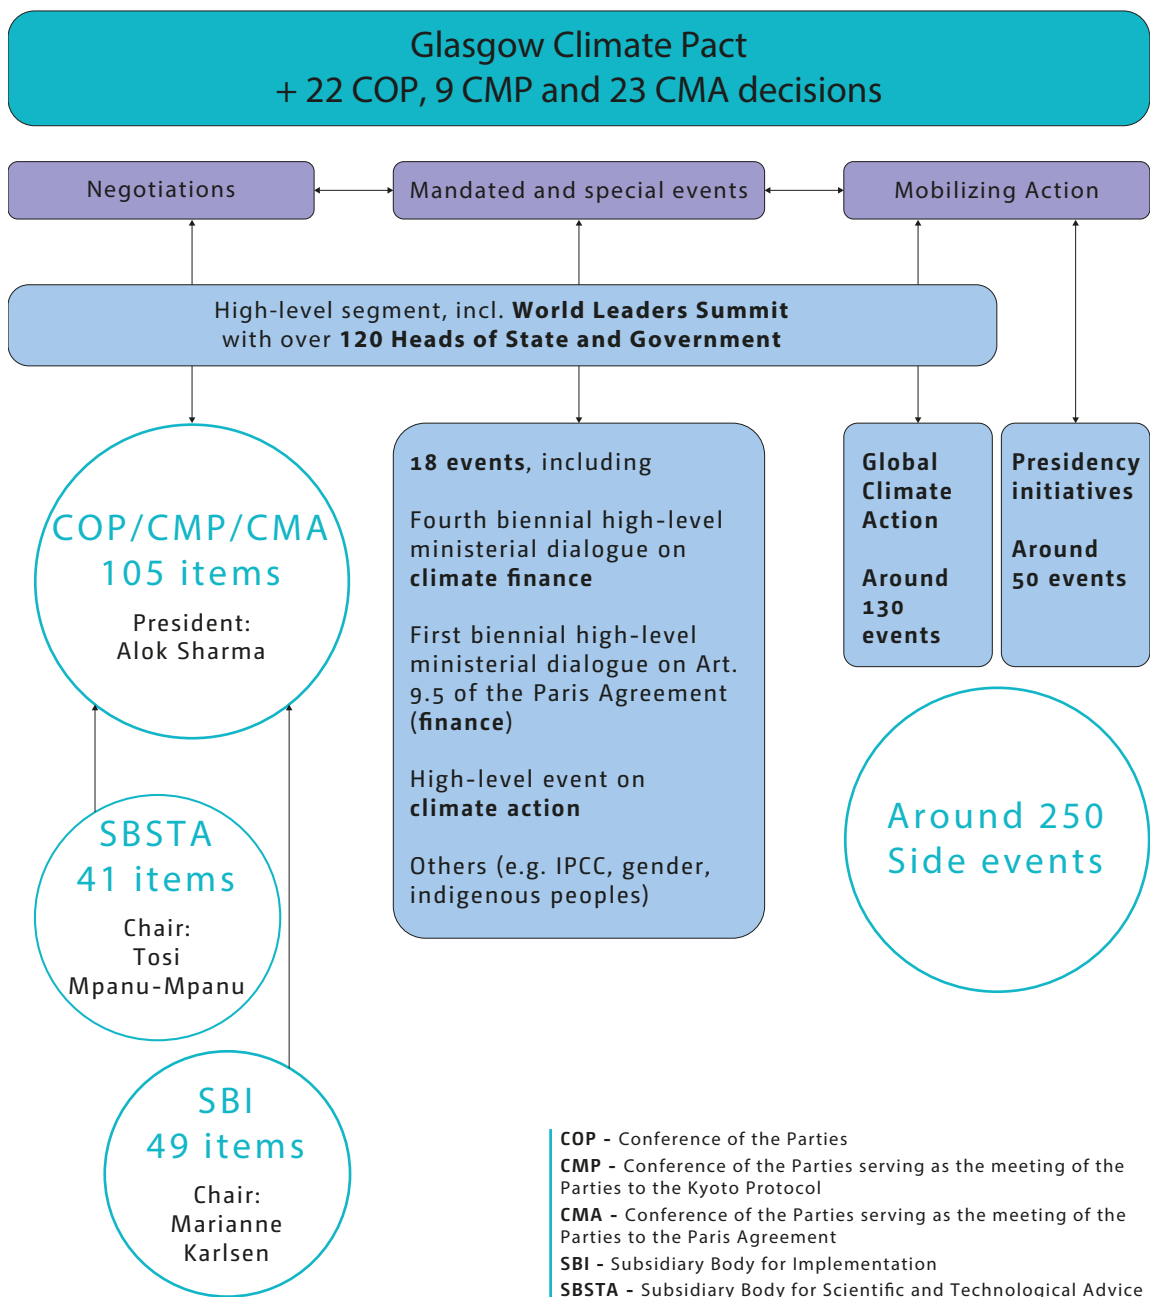 Glasgow Climate Pact
+ 22 COP, 9 CMP and 23 CMA decisions
Negotiations
Mandated and special events
Mobilizing Action
High-level segment, incl. World Leaders Summit
with over 120 Heads of State and Government
COP/CMP/CMA
105 items
President:
Alok Sharma
18 events, including
Fourth biennial high-level
ministerial dialogue on
climate finance
First biennial high-level
ministerial dialogue on Art.
9.5 of the Paris Agreement
(finance)
High-level event on
climate action
Others (e.g. IPCC, gender,
indigenous peoples)
Global
Climate
Action
Around
130
events
Presidency
initiatives
Around
50 events
SBSTA
41 items
Chair:
Tosi
Mpanu-Mpanu
Around 250
Side events
SBI
49 items
Chair:
Marianne
Karlsen
COP - Conference of the Parties
CMP - Conference of the Parties serving as the meeting of the
Parties to the Kyoto Protocol
CMA - Conference of the Parties serving as the meeting of the
Parties to the Paris Agreement
SBI - Subsidiary Body for Implementation
SBSTA - Subsidiary Body for Scientific and Technological Advice